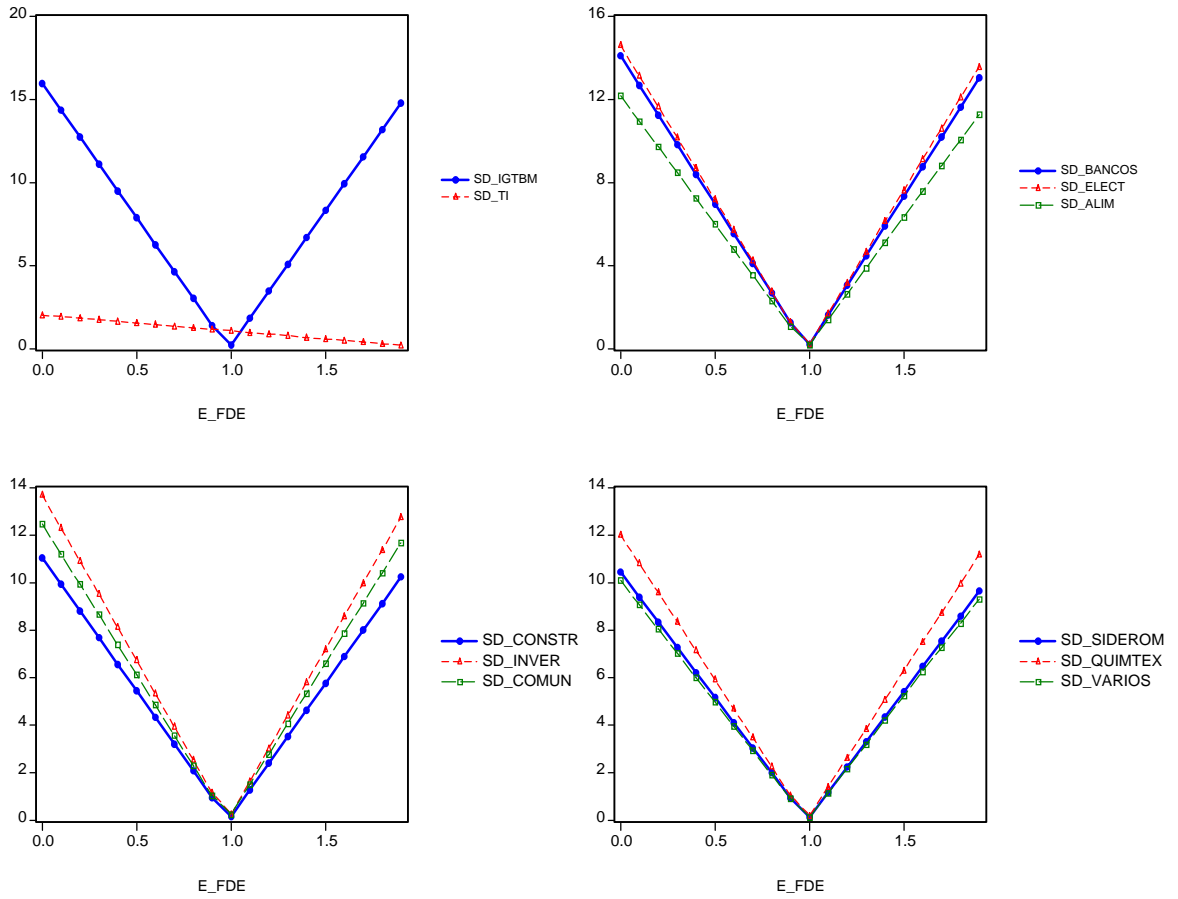 20
15
10
5
0
0.0 0.5 1.0 1.5
E_FDE
SD_IGTBM
SD_TI
16
12
8
4
0
0.0 0.5 1.0 1.5
E_FDE
SD_BANCOS
SD_ELECT
SD_ALIM
14
12
10
8
6
4
2
0
0.0 0.5 1.0 1.5
E_FDE
SD_CONSTR
SD_INVER
SD_COMUN
14
12
10
8
6
4
2
0
0.0 0.5 1.0 1.5
E_FDE
SD_SIDEROM
SD_QUIMTEX
SD_VARIOS